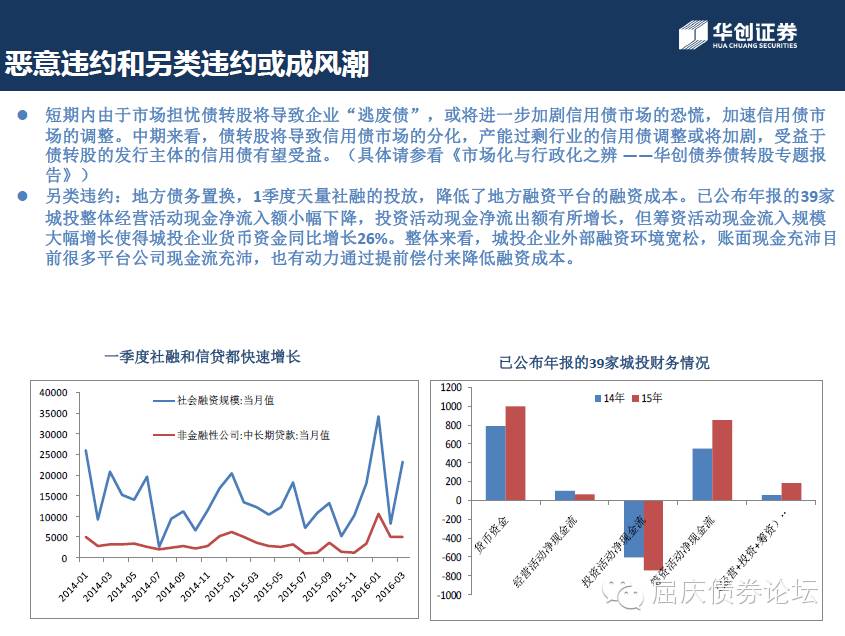 华创证券
HUA CHUANG SECURITIES
恶意违约和另类违约或成风潮
短期内由于市场担忧债转股将导致企业“逃废债”，或将进一步加剧信用债市场的恐慌，加速信用债市
场的调整。中期来看，债转股将导致信用债市场的分化，产能过剩行业的信用债调整或将加剧，受益于
债转股的发行主体的信用债有望受益。（具体请参看《市场化与行政化之辨 ——华创债券债转股专题报
告》）
另类违约：地方债务置换，1季度天量社融的投放，降低了地方融资平台的融资成本。已公布年报的39家
城投整体经营活动现金净流入额小幅下降，投资活动现金净流出额有所增长，但筹资活动现金流入规模
大幅增长使得城投企业货币资金同比增长26%。整体来看，城投企业外部融资环境宽松，账面现金充沛目
前很多平台公司现金流充沛，也有动力通过提前偿付来降低融资成本。
一季度社融和信贷都快速增长
40000
35000
30000
25000
20000
15000
10000
5000
0
社会融资规模:当月值
非金融性公司:中长期贷款:当月值
2014-01
2014-03
2014-05
2014-07
2014-09
2014-11
2015-01
2015-03
2015-05
2015-07
2015-09
2015-11
2016-01
2016-03
已公布年报的39家城投财务情况
1200
1000
800
600
400
200
0
-200
-400
-600
-800
-1000
14年
15年
货币资金
经营活动净现金流
投资活动净现金流
筹资活动净现金流
（经营+投资+筹资）..
屈庆债券论坛